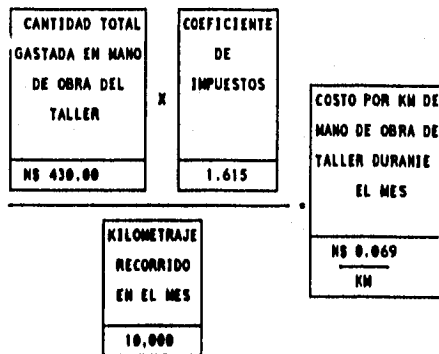 CANTIDAD TOTAL
GASTADA EN MANO
DE OBRA DEL
TALLER
N$ 430.00
x
COEFICIENTE
DE
IMPUESTOS
1.615
KILOMETRAJE
RECORRIDO
EN EL MES
10,000
COSTO POR KM DE
MANO DE OBRA DE
TALLER DURANTE
EL MES
N$ 0.069
KM